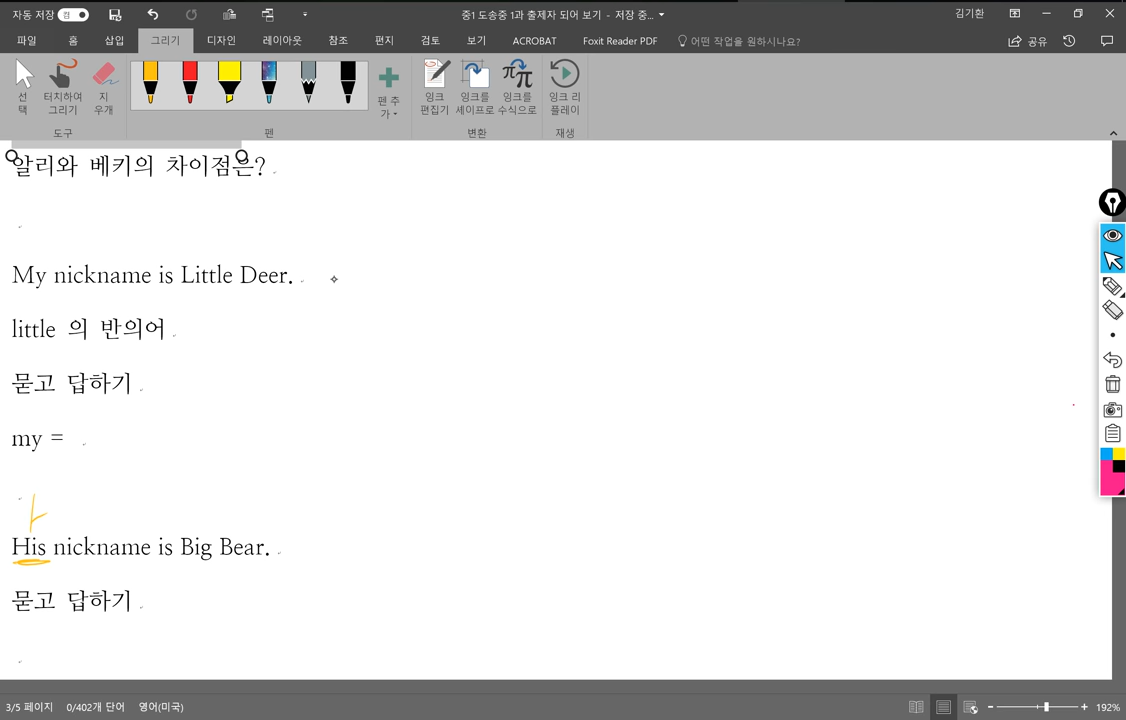 자동 저장 켬 중1 도송중 1과 출제자 되어 보기 - 저장 중... 김기환
파일 홈 삽입 그리기 디자인 레이아웃 참조 편지 검토 보기 ACROBAT Foxit Reader PDF 어떤 작업을 원하시나요? 공유
선택
터치하여 그리기
지우개
펜 추가
잉크 편집기
잉크를 셰이프로
잉크를 수식으로
잉크 리플레이
도구 펜 변환 재생
알리와 베키의 차이점은?
My nickname is Little Deer.
little 의 반의어
묻고 답하기
my =
His nickname is Big Bear.
묻고 답하기
3/5 페이지 0/402개 단어 영어(미국) 192%